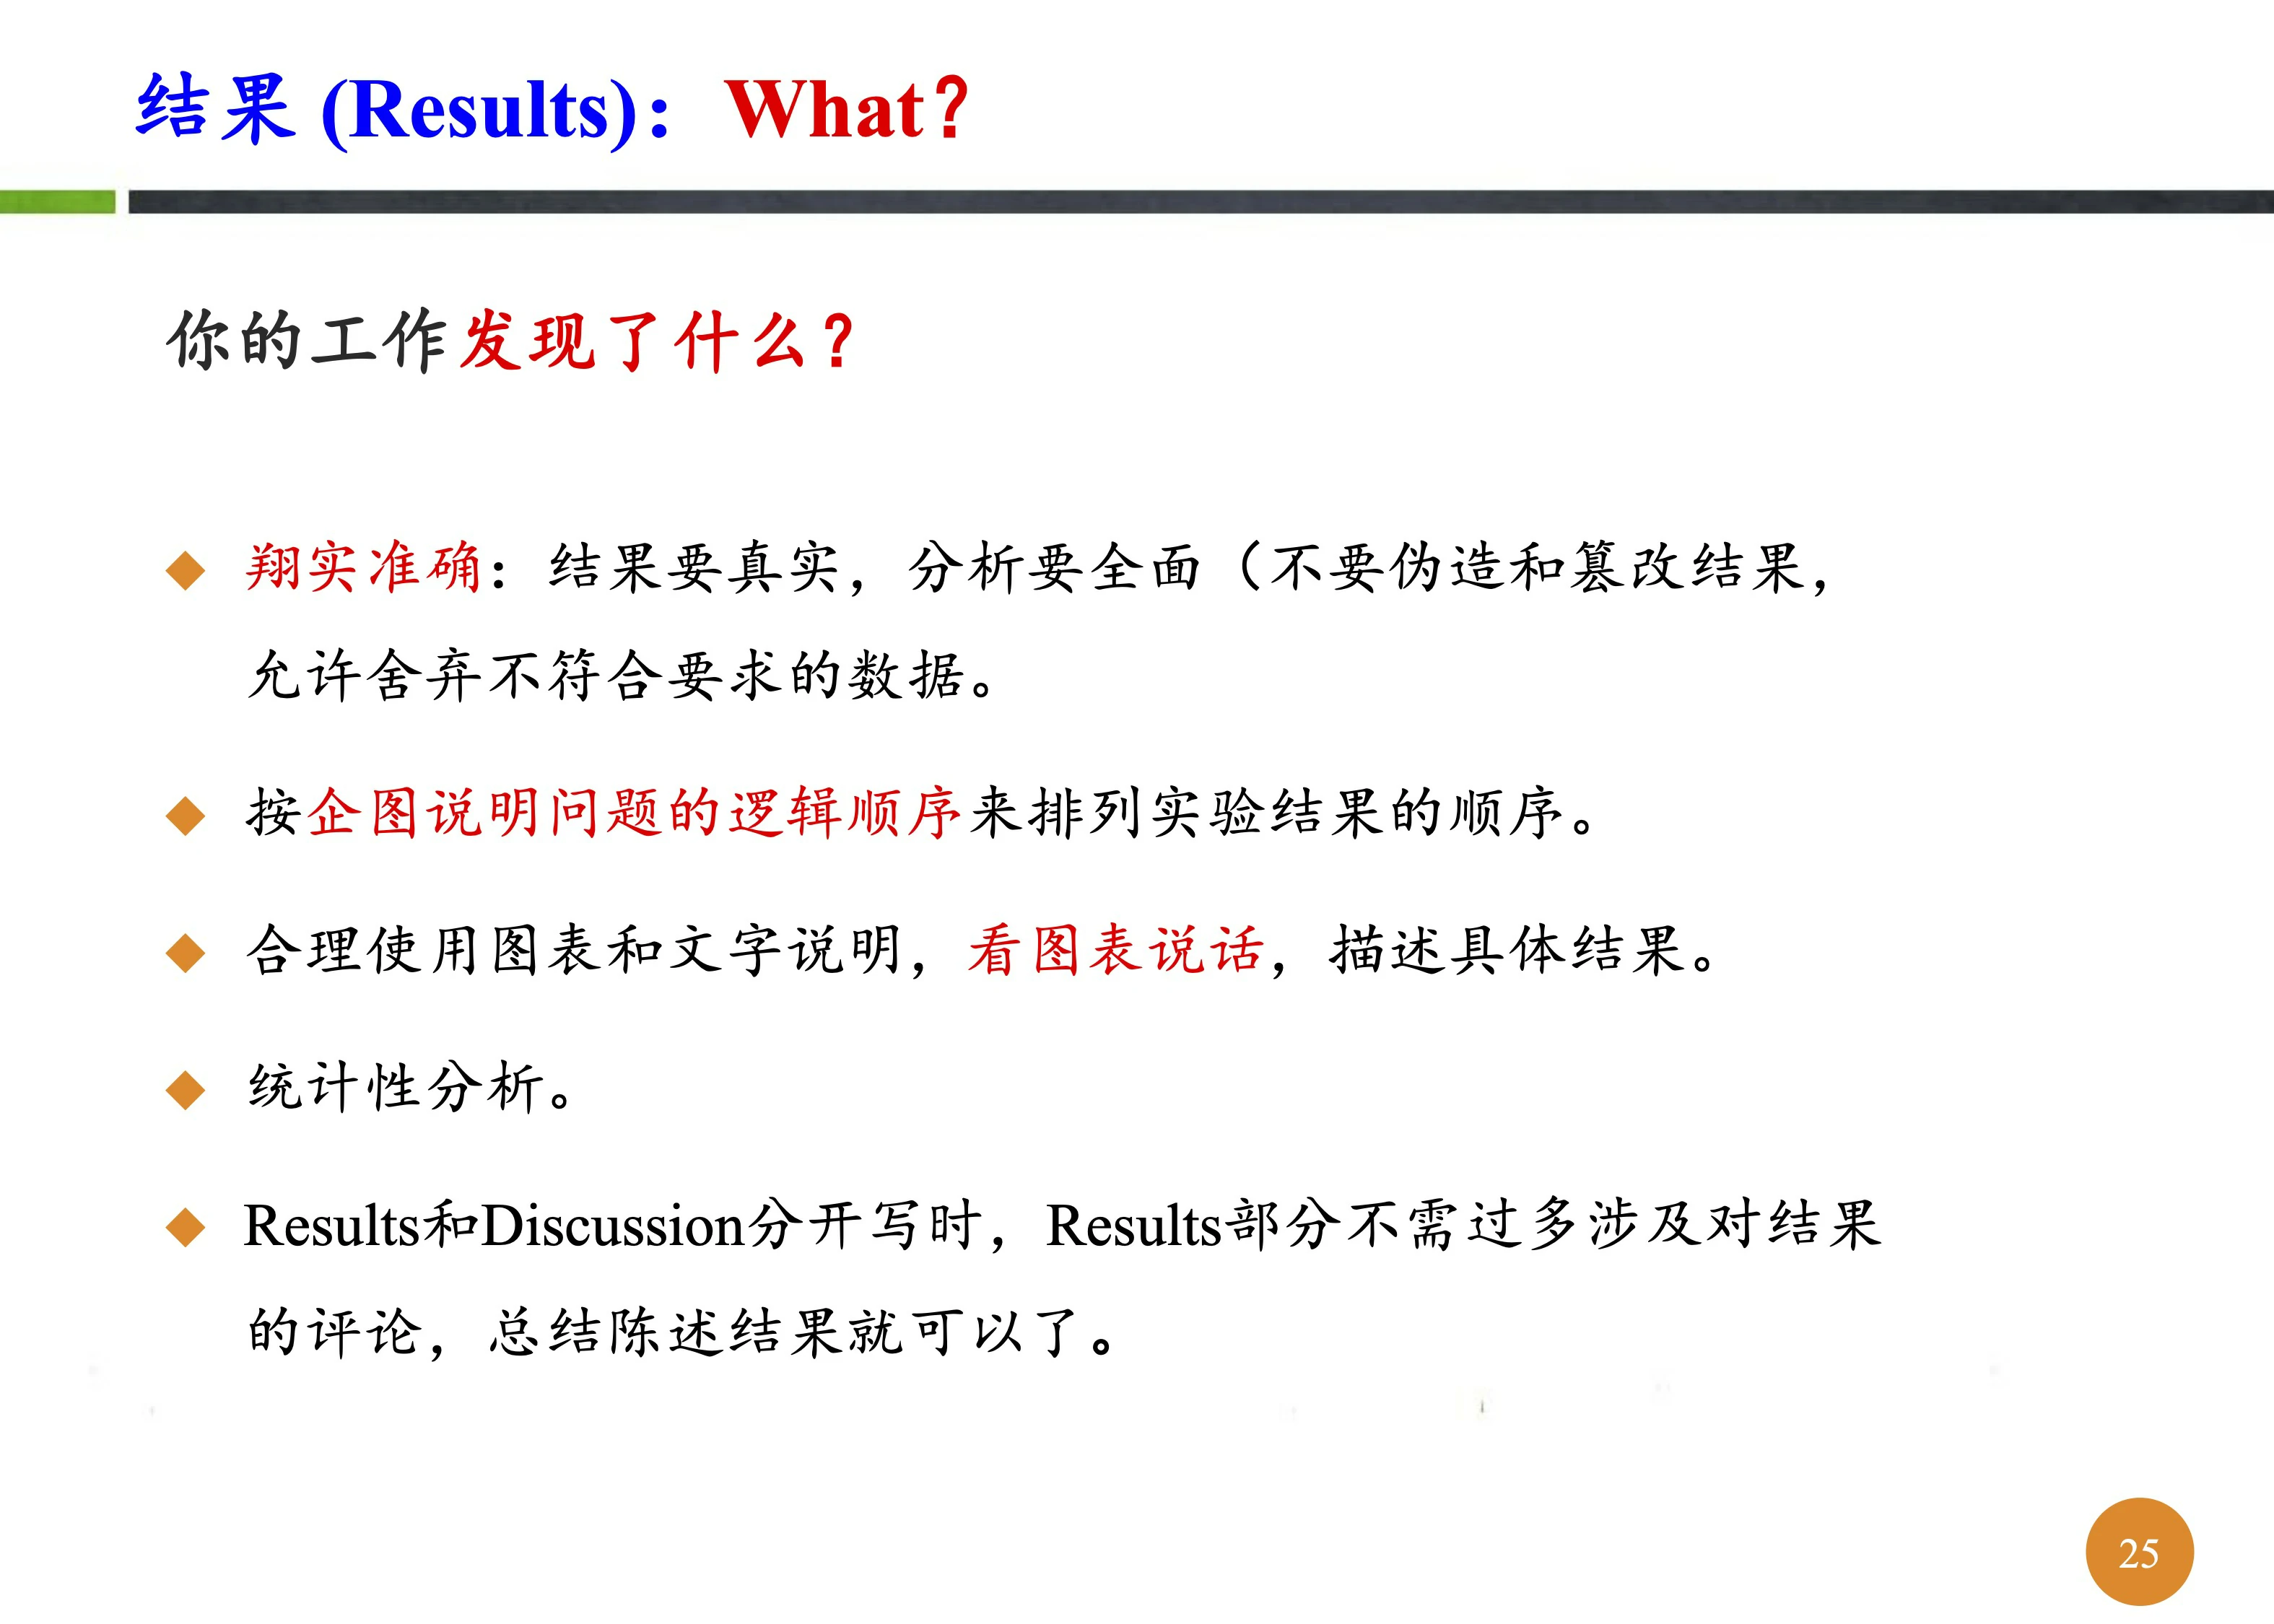 结果 (Results)：What？
你的工作发现了什么？
翔实准确：结果要真实，分析要全面（不要伪造和篡改结果，
允许舍弃不符合要求的数据。
按企图说明问题的逻辑顺序来排列实验结果的顺序。
合理使用图表和文字说明，看图表说话，描述具体结果。
统计性分析。
Results和Discussion分开写时，Results部分不需过多涉及对结果
的评论，总结陈述结果就可以了。
25